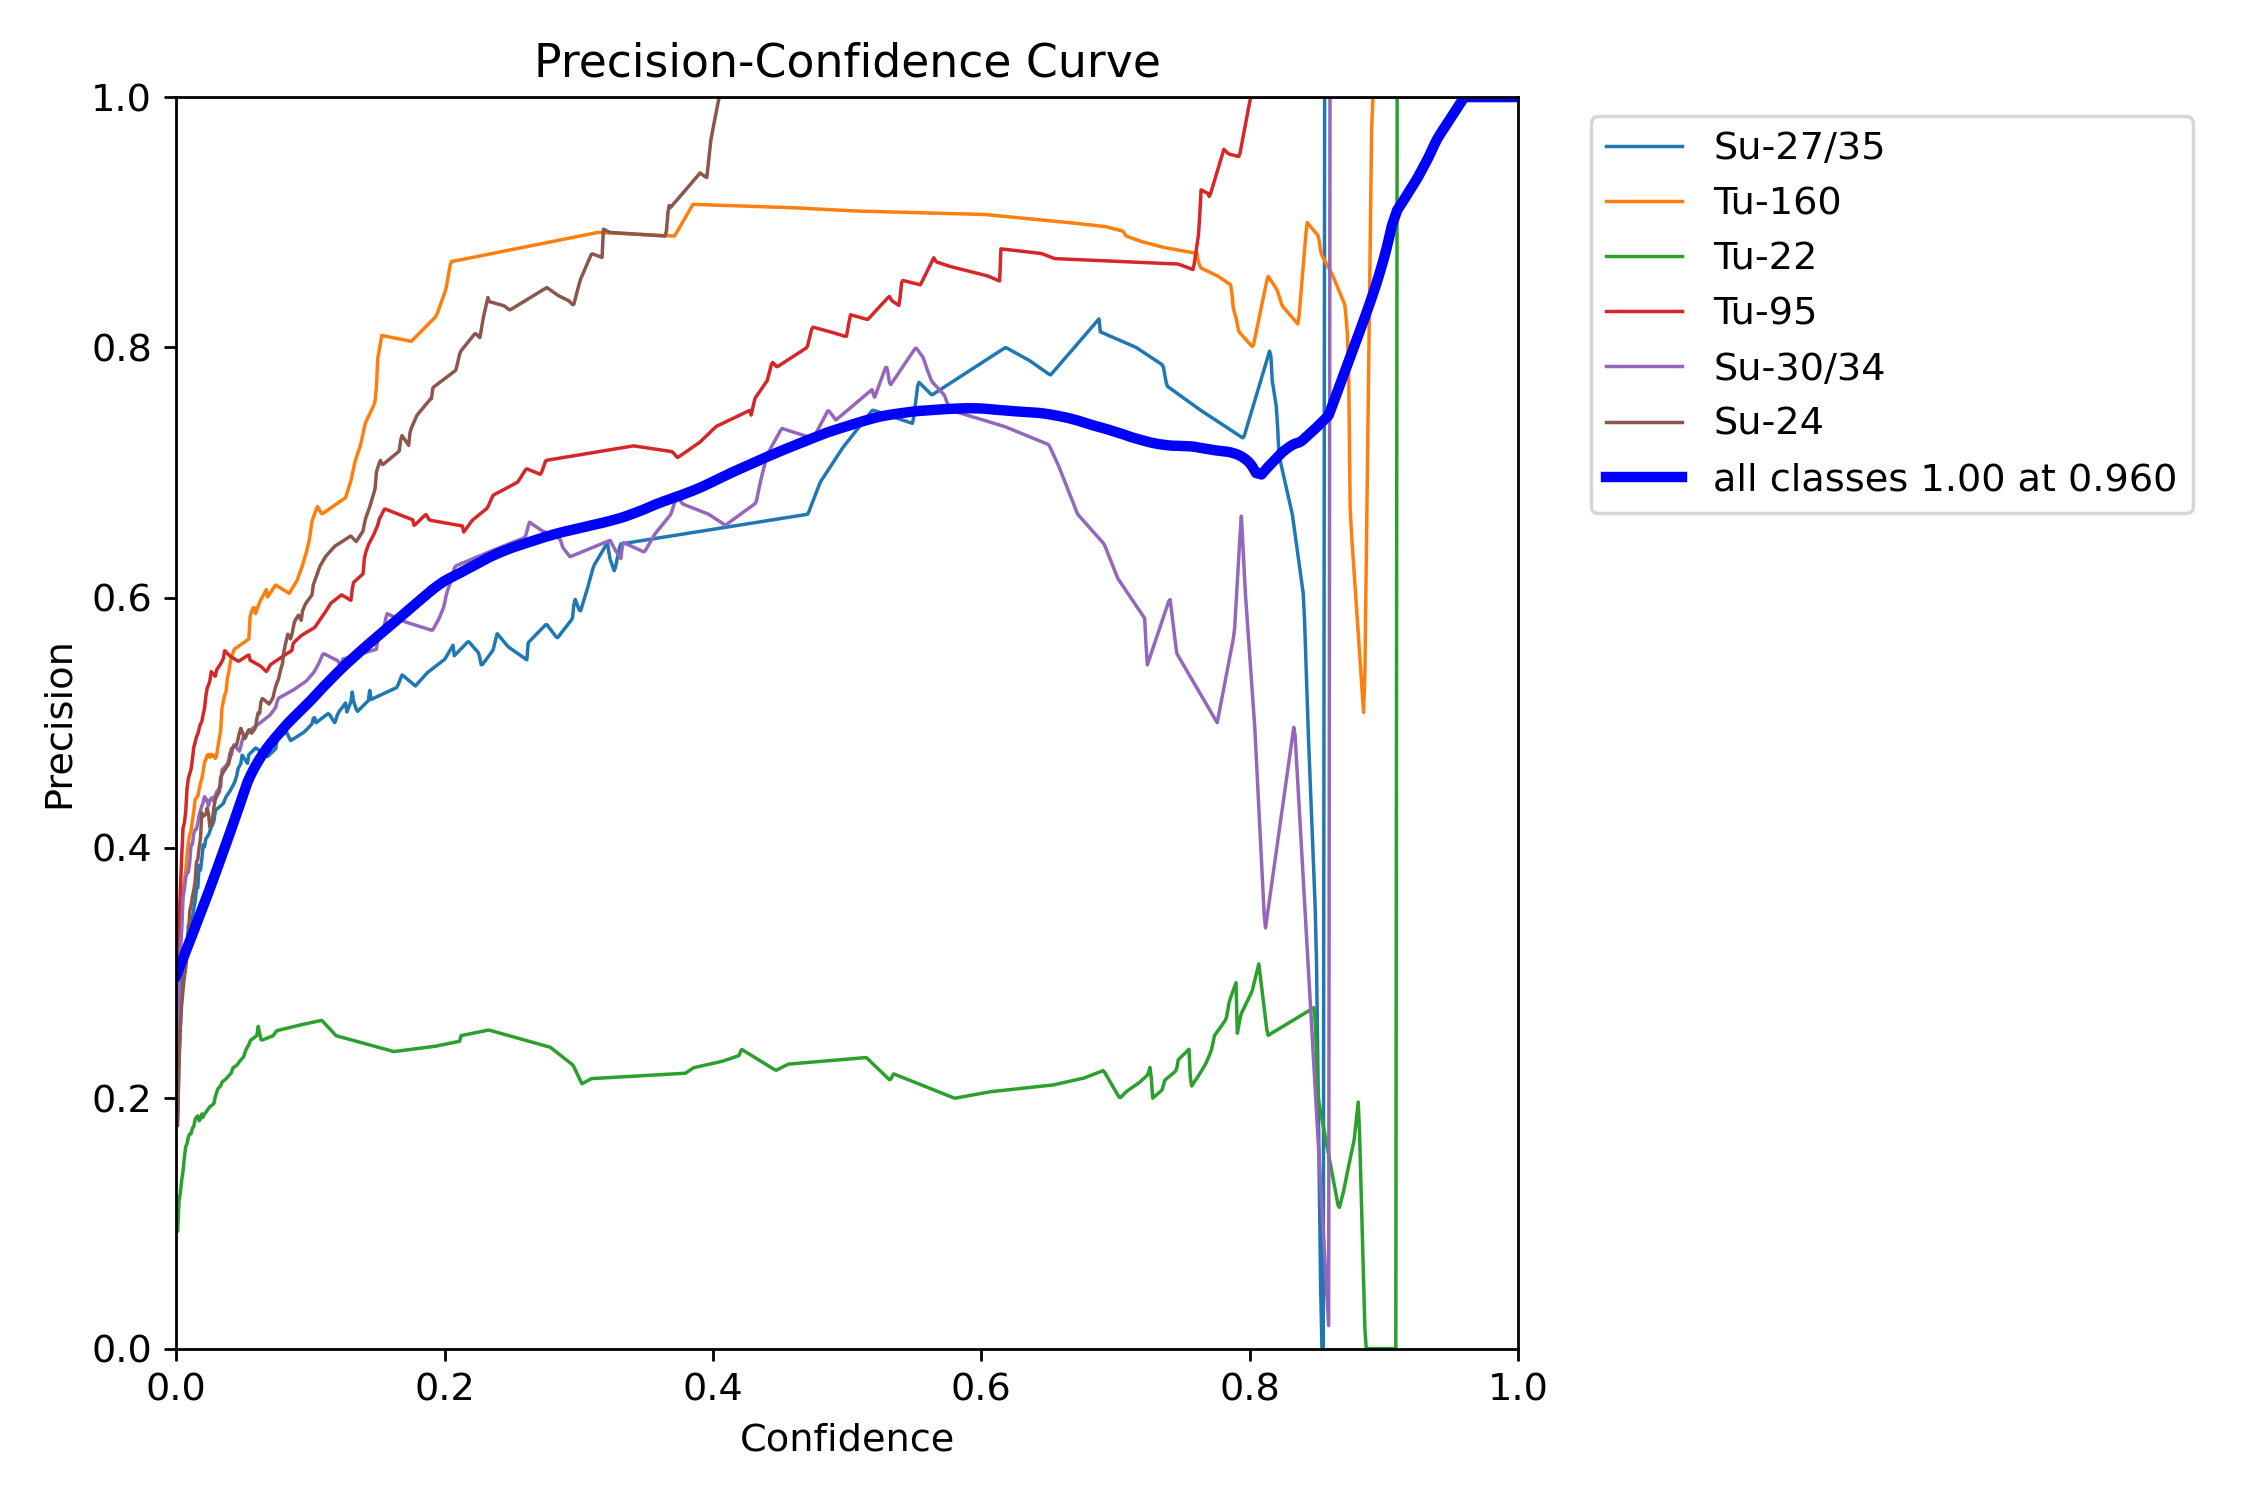 Precision-Confidence Curve
1.0
0.8
0.6
0.4
0.2
0.0
Precision
0.0 0.2 0.4 0.6 0.8 1.0
Confidence
Su-27/35
Tu-160
Tu-22
Tu-95
Su-30/34
Su-24
all classes 1.00 at 0.960